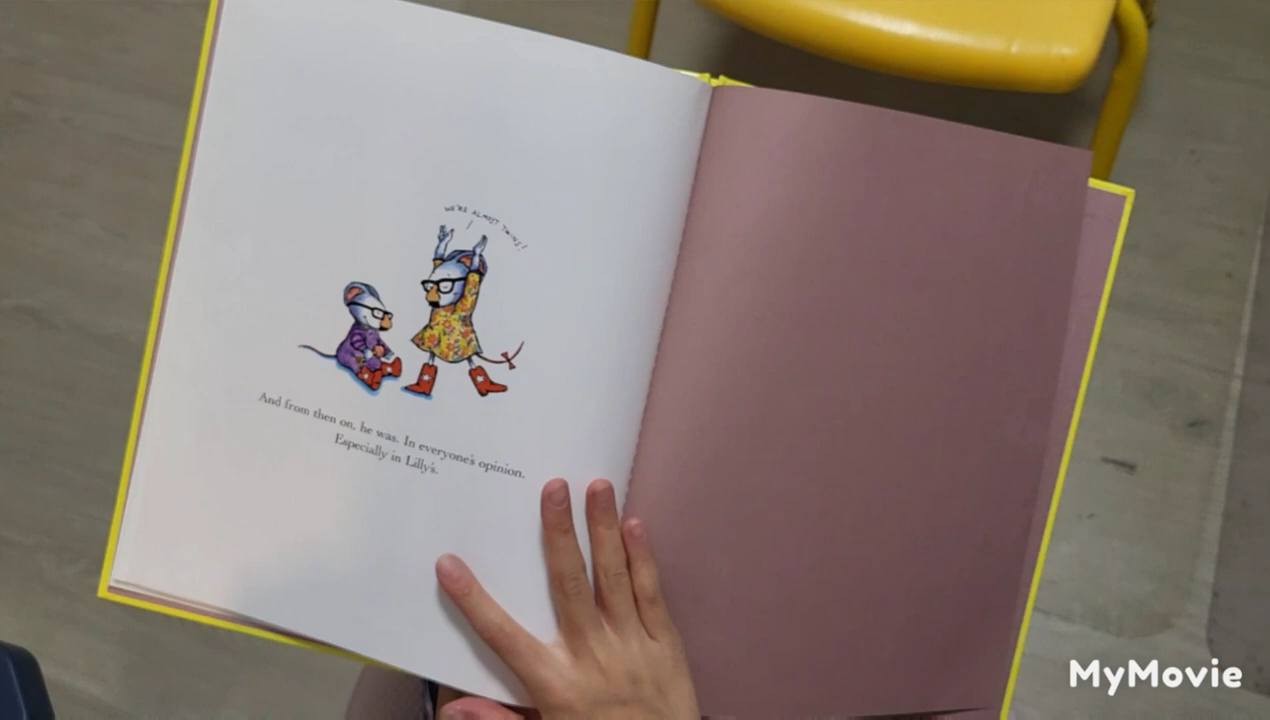 WE'RE ALMOST TWINS!
And from then on, he was. In everyone's opinion.
Especially in Lilly's.
MyMovie